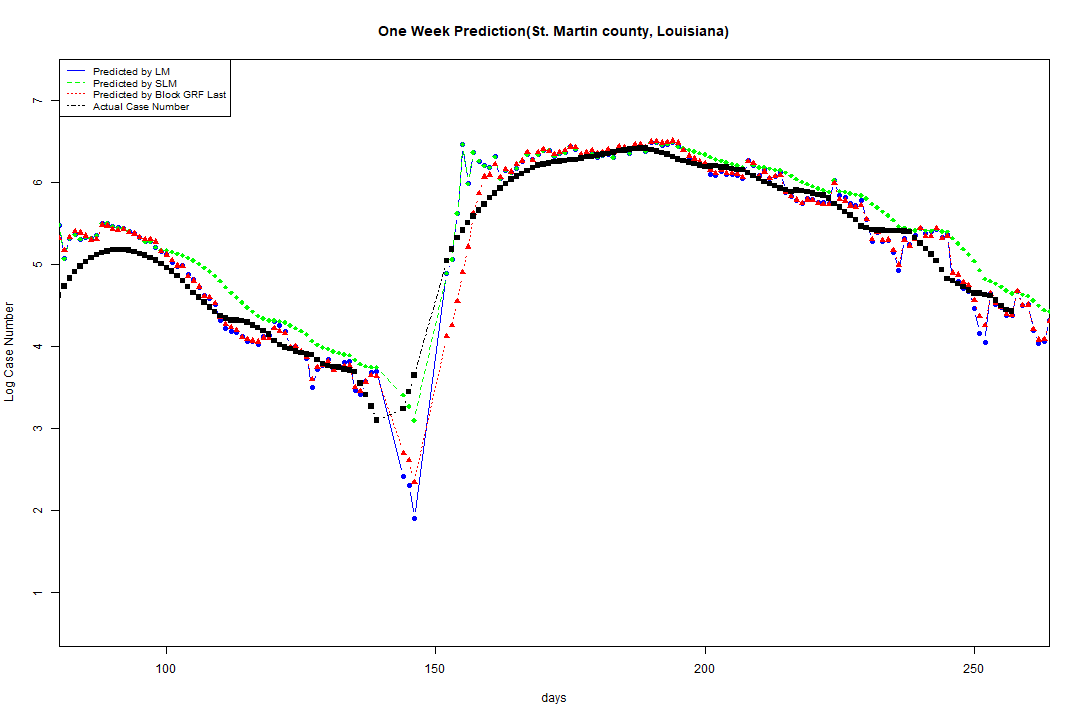 One Week Prediction(St. Martin county, Louisiana)
Predicted by LM
Predicted by SLM
Predicted by Block GRF Last
Actual Case Number
7
6
5
4
3
2
1
Log Case Number
100 150 200 250
days